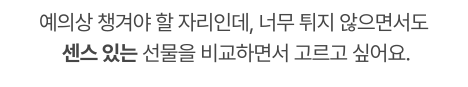 예의상 챙겨야 할 자리인데, 너무 튀지 않으면서도
센스 있는 선물을 비교하면서 고르고 싶어요.